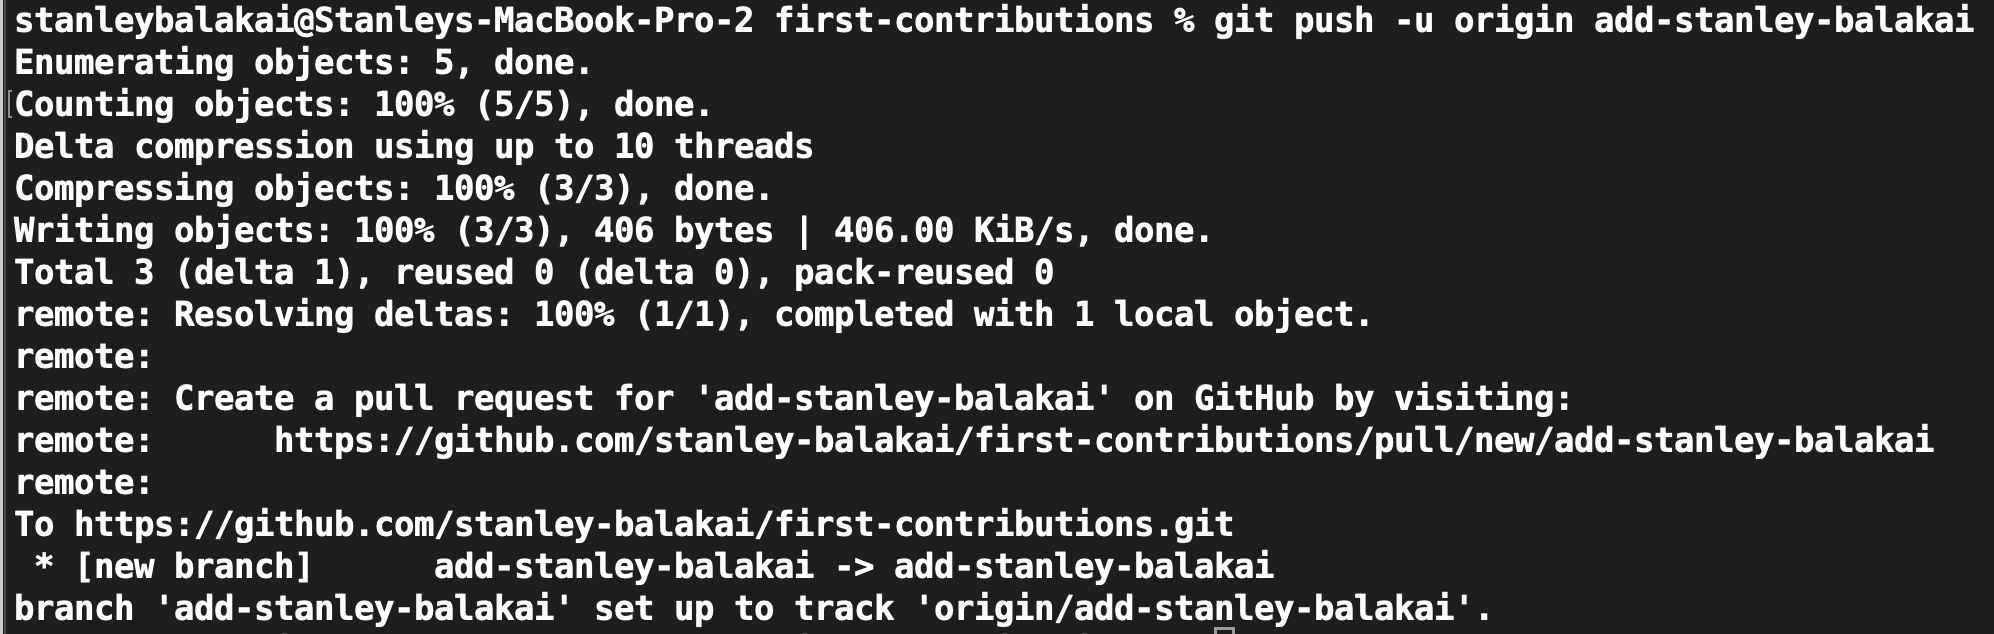 stanleybalakai@Stanleys-MacBook-Pro-2 first-contributions % git push -u origin add-stanley-balakai
Enumerating objects: 5, done.
Counting objects: 100% (5/5), done.
Delta compression using up to 10 threads
Compressing objects: 100% (3/3), done.
Writing objects: 100% (3/3), 406 bytes | 406.00 KiB/s, done.
Total 3 (delta 1), reused 0 (delta 0), pack-reused 0
remote: Resolving deltas: 100% (1/1), completed with 1 local object.
remote:
remote: Create a pull request for 'add-stanley-balakai' on GitHub by visiting:
remote:      https://github.com/stanley-balakai/first-contributions/pull/new/add-stanley-balakai
remote:
To https://github.com/stanley-balakai/first-contributions.git
 * [new branch]      add-stanley-balakai -> add-stanley-balakai
branch 'add-stanley-balakai' set up to track 'origin/add-stanley-balakai'.